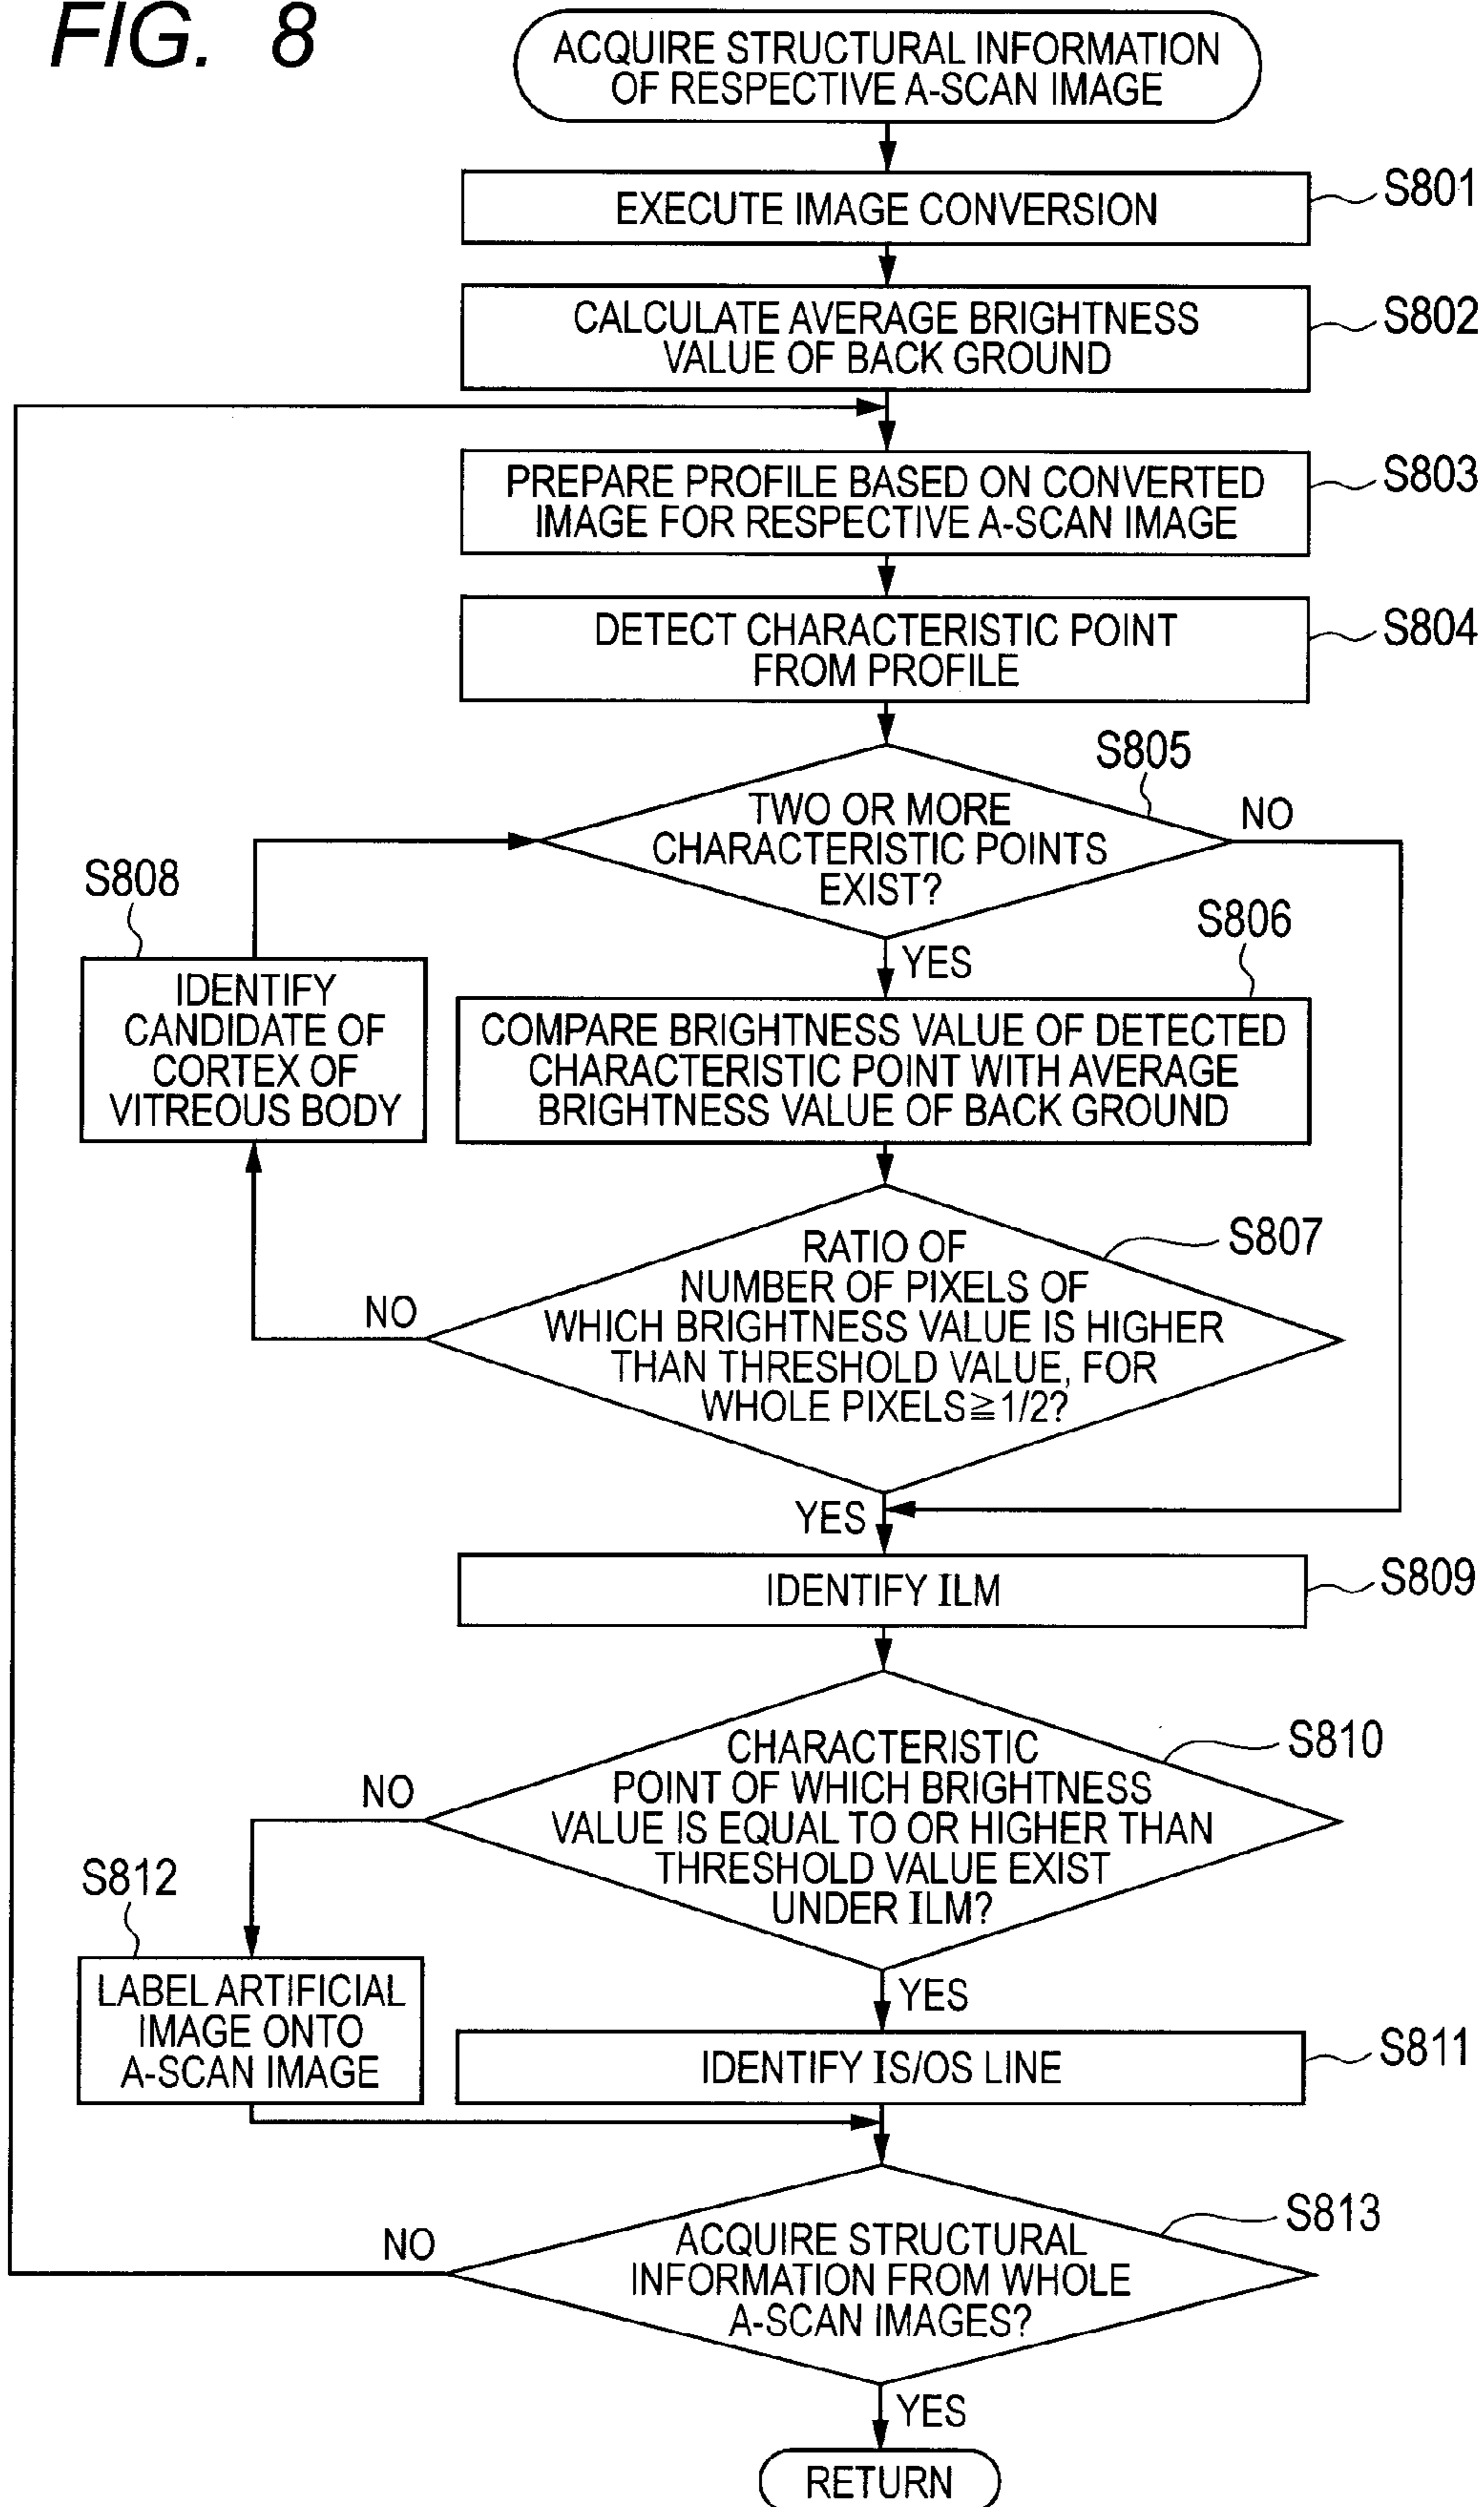 FIG. 8
ACQUIRE STRUCTURAL INFORMATION
OF RESPECTIVE A-SCAN IMAGE
EXECUTE IMAGE CONVERSION
S801
CALCULATE AVERAGE BRIGHTNESS
VALUE OF BACK GROUND
S802
PREPARE PROFILE BASED ON CONVERTED
IMAGE FOR RESPECTIVE A-SCAN IMAGE
S803
DETECT CHARACTERISTIC POINT
FROM PROFILE
S804
S805
TWO OR MORE
CHARACTERISTIC POINTS
EXIST?
NO
YES
S808
IDENTIFY
CANDIDATE OF
CORTEX OF
VITREOUS BODY
S806
COMPARE BRIGHTNESS VALUE OF DETECTED
CHARACTERISTIC POINT WITH AVERAGE
BRIGHTNESS VALUE OF BACK GROUND
S807
RATIO OF
NUMBER OF PIXELS OF
WHICH BRIGHTNESS VALUE IS HIGHER
THAN THRESHOLD VALUE, FOR
WHOLE PIXELS≧1/2?
NO
YES
IDENTIFY ILM
S809
CHARACTERISTIC
POINT OF WHICH BRIGHTNESS
VALUE IS EQUAL TO OR HIGHER THAN
THRESHOLD VALUE EXIST
UNDER ILM?
S810
NO
YES
S812
LABEL ARTIFICIAL
IMAGE ONTO
A-SCAN IMAGE
IDENTIFY IS/OS LINE
S811
S813
ACQUIRE STRUCTURAL
INFORMATION FROM WHOLE
A-SCAN IMAGES?
NO
YES
RETURN